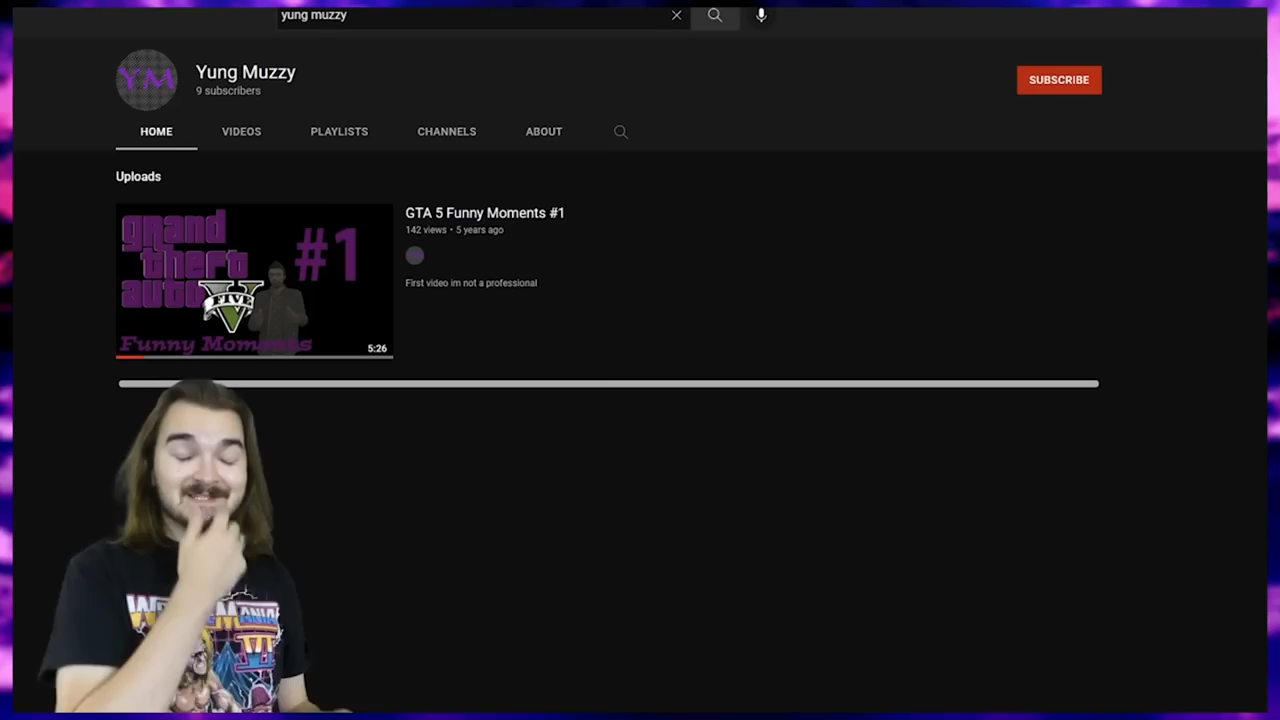 yung muzzy
YM
Yung Muzzy
9 subscribers
SUBSCRIBE
HOME
VIDEOS
PLAYLISTS
CHANNELS
ABOUT
Uploads
grand
theft
auto
V
FIVE
#1
Funny Moments
5:26
GTA 5 Funny Moments #1
142 views • 5 years ago
First video im not a professional
WRESTLEMANIA
VI